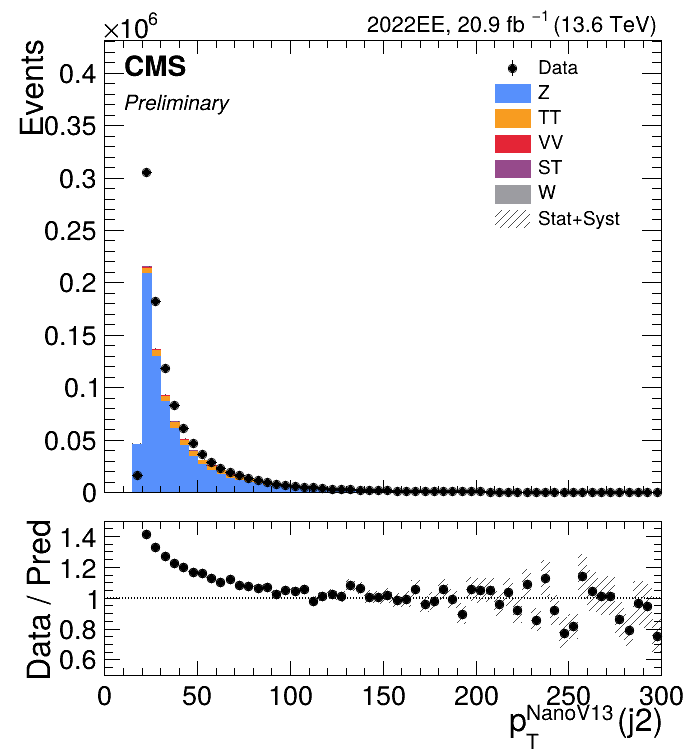 ×10^6
2022EE, 20.9 fb^-1 (13.6 TeV)
CMS
Preliminary
Data
Z
TT
VV
ST
W
Stat+Syst
Events
0.4
0.35
0.3
0.25
0.2
0.15
0.1
0.05
0
Data / Pred
1.4
1.2
1
0.8
0.6
0 50 100 150 200 250 300
p_T^NanoV13(j2)